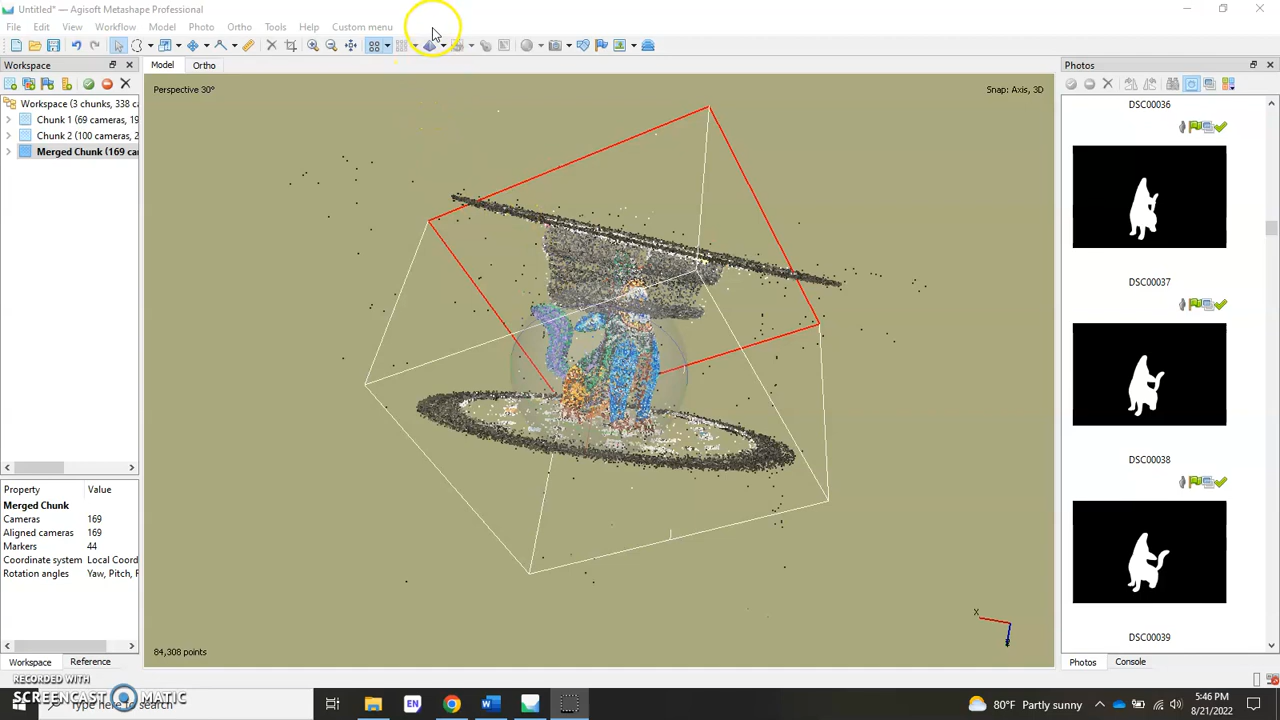 Untitled* — Agisoft Metashape Professional
File Edit View Workflow Model Photo Ortho Tools Help Custom menu
Workspace
Model Ortho
Photos
Perspective 30°
Snap: Axis, 3D
Workspace (3 chunks, 338 ca
Chunk 1 (69 cameras, 19
Chunk 2 (100 cameras, 2
Merged Chunk (169 ca
DSC00036
DSC00037
DSC00038
DSC00039
Property Value
Merged Chunk
Cameras 169
Aligned cameras 169
Markers 44
Coordinate system Local Coord
Rotation angles Yaw, Pitch, R
X
84,308 points
Workspace Reference
Photos Console
RECORDED WITH
SCREENCAST MATIC
Type here to search
EN
W
80°F Partly sunny
5:46 PM
8/21/2022